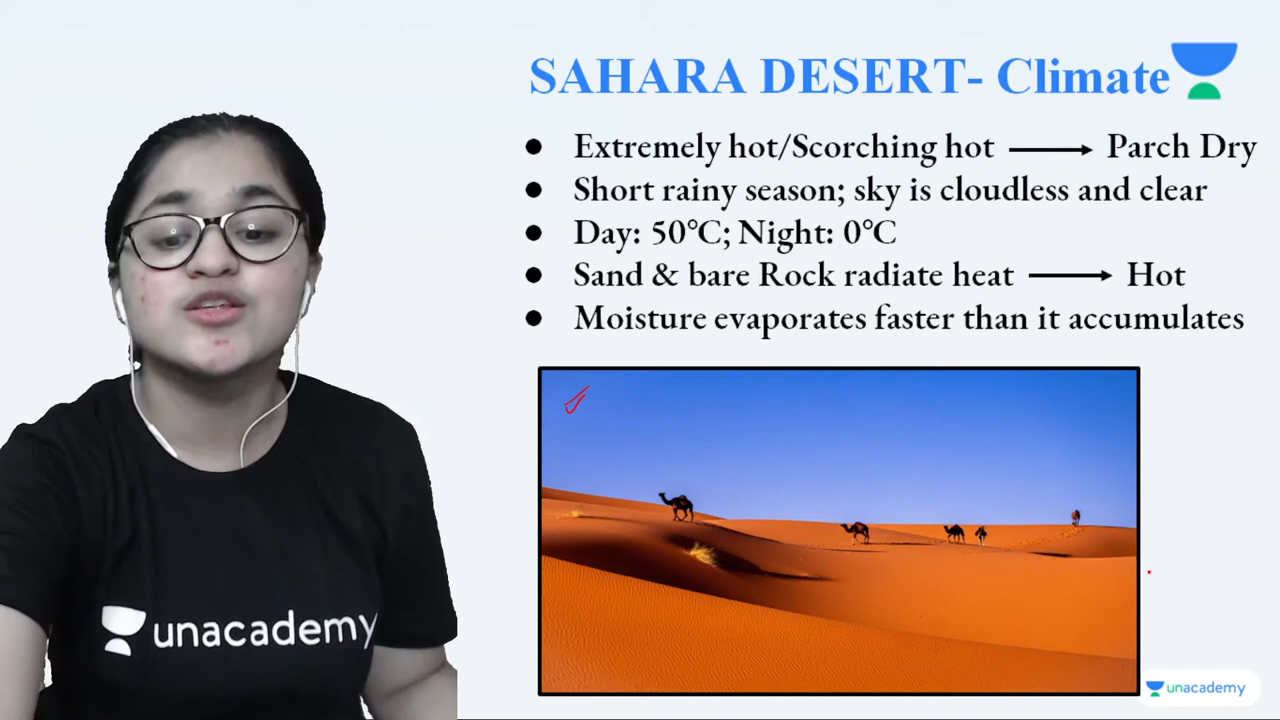 SAHARA DESERT- Climate
● Extremely hot/Scorching hot ⟶ Parch Dry
● Short rainy season; sky is cloudless and clear
● Day: 50°C; Night: 0°C
● Sand & bare Rock radiate heat ⟶ Hot
● Moisture evaporates faster than it accumulates
unacademy
unacademy